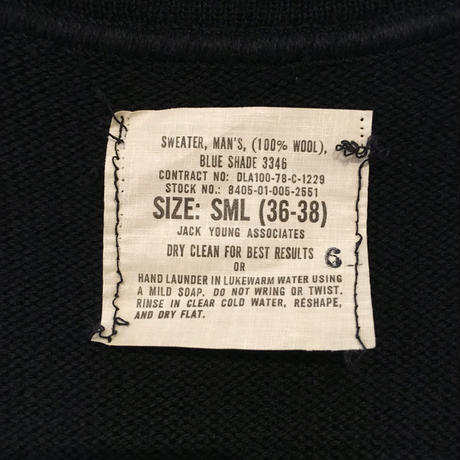 SWEATER, MAN'S, (100% WOOL),
BLUE SHADE 3346
CONTRACT NO: DLA100-78-C-1229
STOCK NO.: 8405-01-005-2551
SIZE: SML (36-38)
JACK YOUNG ASSOCIATES
DRY CLEAN FOR BEST RESULTS
6
OR
HAND LAUNDER IN LUKEWARM WATER USING
A MILD SOAP. DO NOT WRING OR TWIST.
RINSE IN CLEAR COLD WATER, RESHAPE,
AND DRY FLAT.